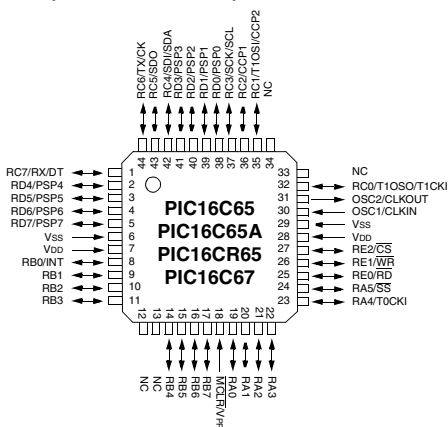 RC6/TX/CK
RC5/SDO
RC4/SDI/SDA
RD3/PSP3
RD2/PSP2
RD1/PSP1
RD0/PSP0
RC3/SCK/SCL
RC2/CCP1
RC1/T1OSI/CCP2
NC
44 43 42 41 40 39 38 37 36 35 34
RC7/RX/DT 1
RD4/PSP4 2
RD5/PSP5 3
RD6/PSP6 4
RD7/PSP7 5
VSS 6
VDD 7
RB0/INT 8
RB1 9
RB2 10
RB3 11
PIC16C65
PIC16C65A
PIC16CR65
PIC16C67
33 NC
32 RC0/T1OSO/T1CKI
31 OSC2/CLKOUT
30 OSC1/CLKIN
29 VSS
28 VDD
27 RE2/CS
26 RE1/WR
25 RE0/RD
24 RA5/SS
23 RA4/T0CKI
12 13 14 15 16 17 18 19 20 21 22
NC
NC
RB4
RB5
RB6
RB7
MCLR/VPP
RA0
RA1
RA2
RA3